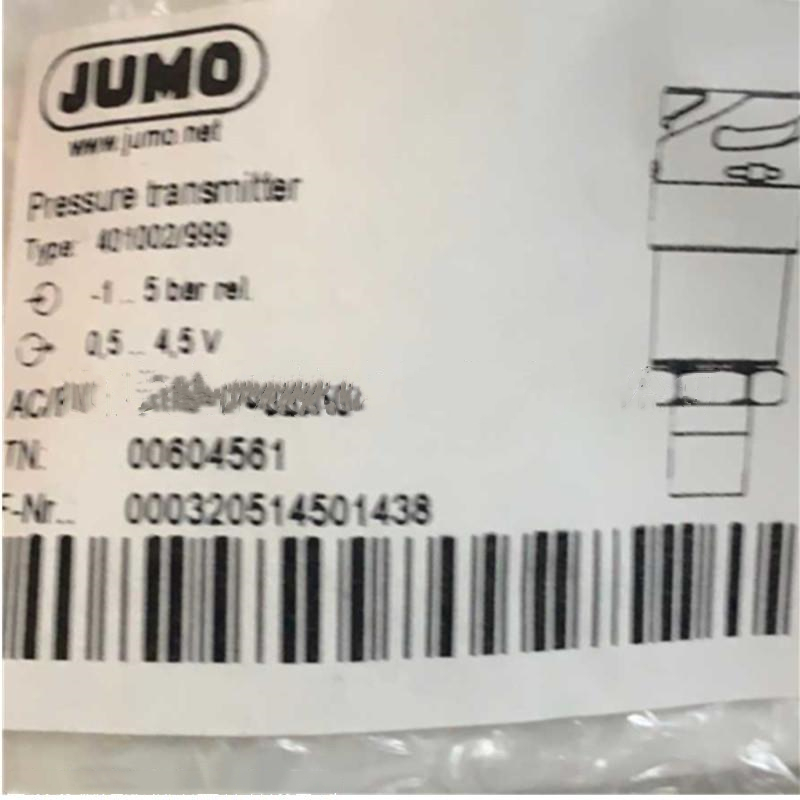 JUMO
www.jumo.net
Pressure transmitter
Type: 401002/999
-1 ... 5 bar rel.
0,5 ... 4,5 V
TN: 00604561
F-Nr.: 000320514501438